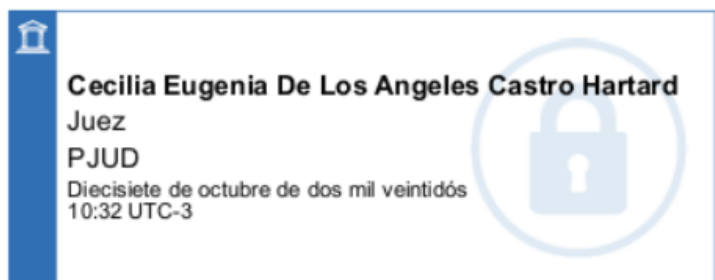 Cecilia Eugenia De Los Angeles Castro Hartard
Juez
PJUD
Diecisiete de octubre de dos mil veintidós
10:32 UTC-3